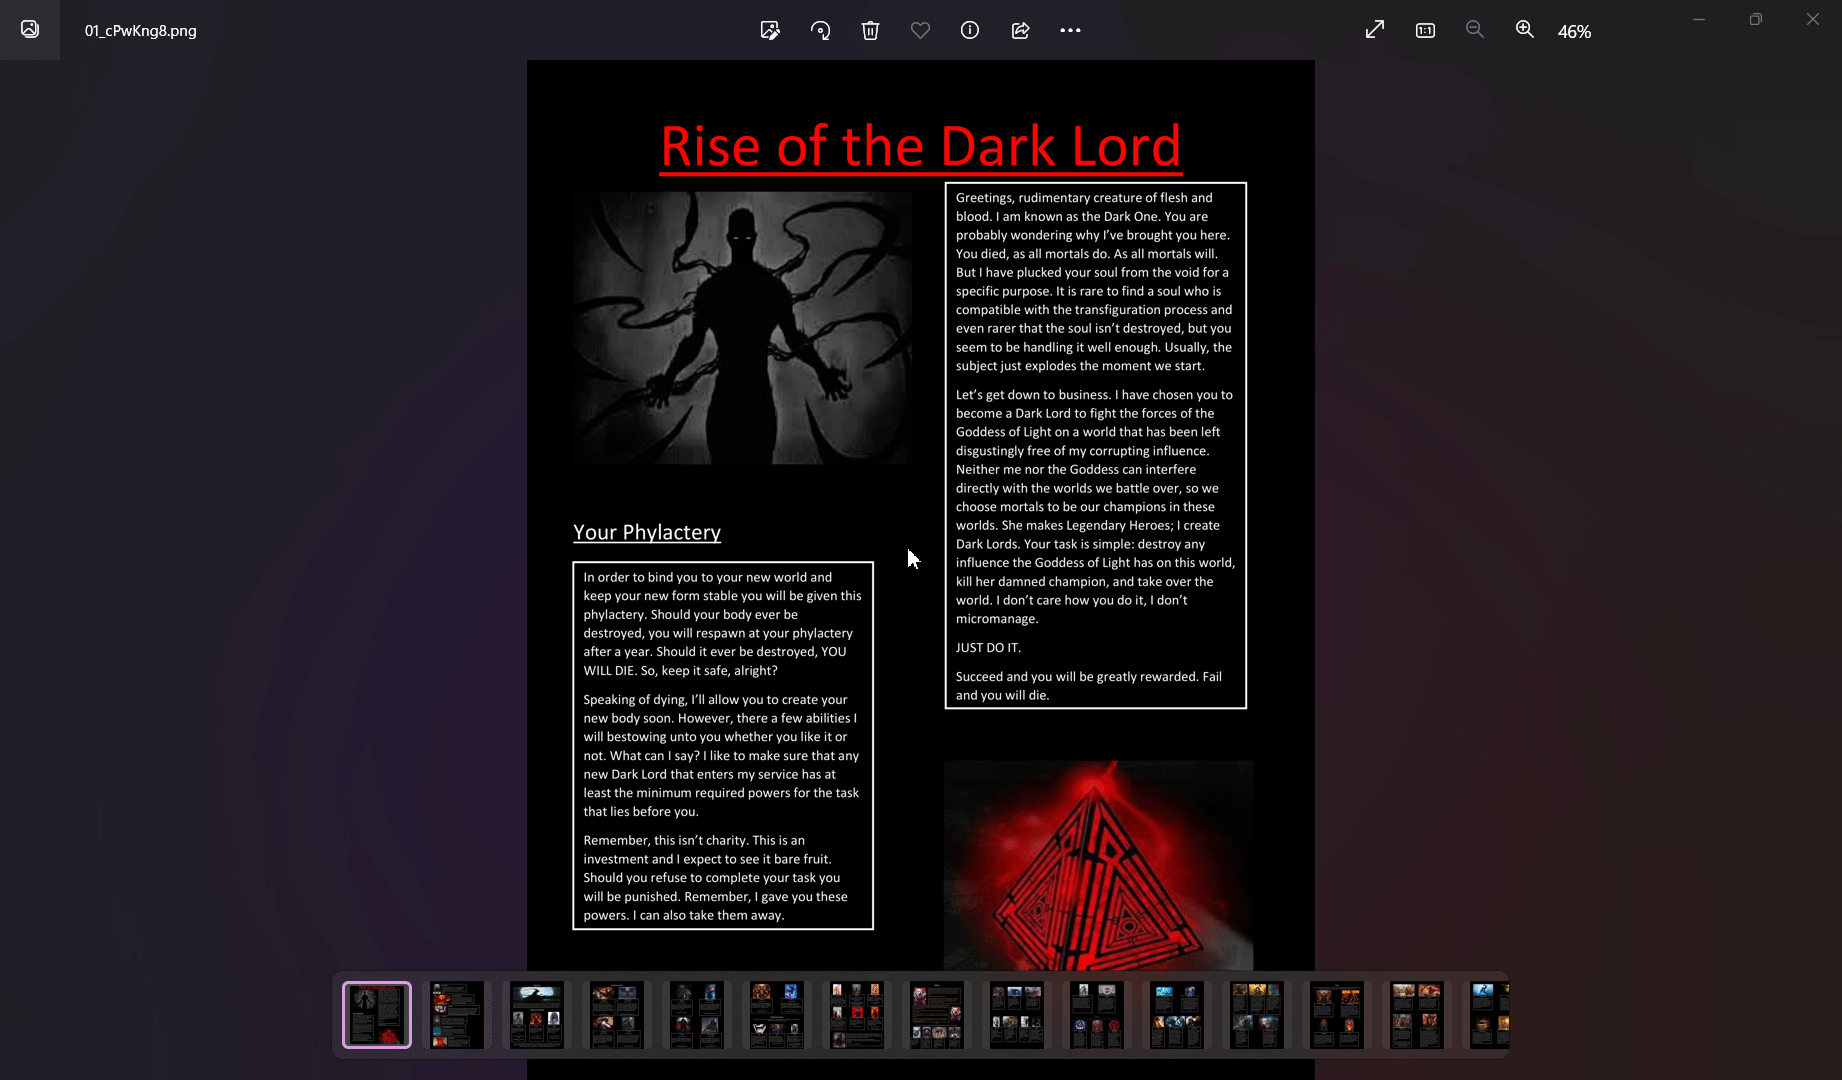 01_cPwKng8.png
1:1
46%
Rise of the Dark Lord
Greetings, rudimentary creature of flesh and
blood. I am known as the Dark One. You are
probably wondering why I've brought you here.
You died, as all mortals do. As all mortals will.
But I have plucked your soul from the void for a
specific purpose. It is rare to find a soul who is
compatible with the transfiguration process and
even rarer that the soul isn't destroyed, but you
seem to be handling it well enough. Usually, the
subject just explodes the moment we start.
Let's get down to business. I have chosen you to
become a Dark Lord to fight the forces of the
Goddess of Light on a world that has been left
disgustingly free of my corrupting influence.
Neither me nor the Goddess can interfere
directly with the worlds we battle over, so we
choose mortals to be our champions in these
worlds. She makes Legendary Heroes; I create
Dark Lords. Your task is simple: destroy any
influence the Goddess of Light has on this world,
kill her damned champion, and take over the
world. I don't care how you do it, I don't
micromanage.
JUST DO IT.
Succeed and you will be greatly rewarded. Fail
and you will die.
Your Phylactery
In order to bind you to your new world and
keep your new form stable you will be given this
phylactery. Should your body ever be
destroyed, you will respawn at your phylactery
after a year. Should it ever be destroyed, YOU
WILL DIE. So, keep it safe, alright?
Speaking of dying, I'll allow you to create your
new body soon. However, there a few abilities I
will bestowing unto you whether you like it or
not. What can I say? I like to make sure that any
new Dark Lord that enters my service has at
least the minimum required powers for the task
that lies before you.
Remember, this isn't charity. This is an
investment and I expect to see it bare fruit.
Should you refuse to complete your task you
will be punished. Remember, I gave you these
powers. I can also take them away.